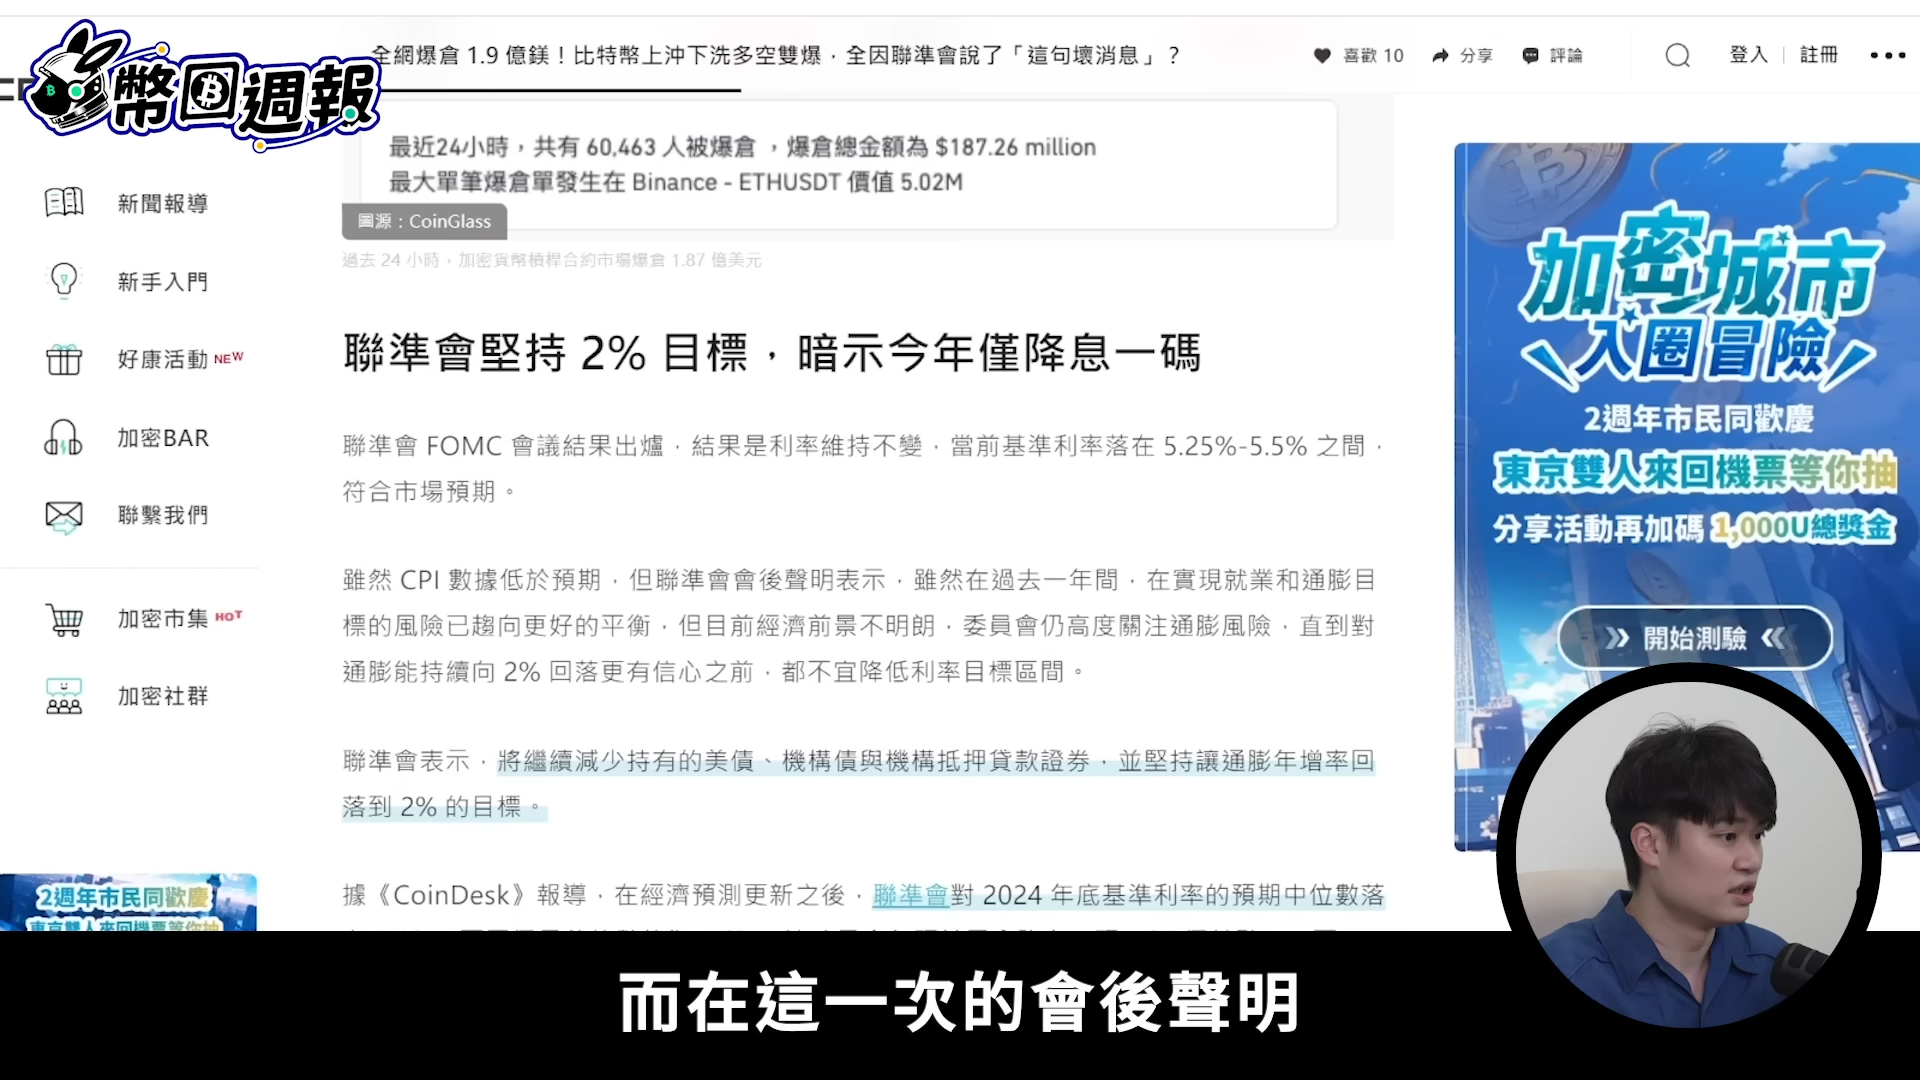 幣圈週報
全網爆倉 1.9 億鎂！比特幣上沖下洗多空雙爆，全因聯準會說了「這句壞消息」？
喜歡 10
分享
評論
登入
註冊
最近24小時，共有 60,463 人被爆倉 ，爆倉總金額為 $187.26 million
最大單筆爆倉單發生在 Binance - ETHUSDT 價值 5.02M
圖源：CoinGlass
過去 24 小時，加密貨幣槓桿合約市場爆倉 1.87 億美元
新聞報導
新手入門
好康活動 NEW
加密BAR
聯繫我們
加密市集 HOT
加密社群
2週年市民同歡慶
東京雙人來回機票等你抽
聯準會堅持 2% 目標，暗示今年僅降息一碼
聯準會 FOMC 會議結果出爐，結果是利率維持不變，當前基準利率落在 5.25%-5.5% 之間，
符合市場預期。
雖然 CPI 數據低於預期，但聯準會會後聲明表示，雖然在過去一年間，在實現就業和通膨目
標的風險已趨向更好的平衡，但目前經濟前景不明朗，委員會仍高度關注通膨風險，直到對
通膨能持續向 2% 回落更有信心之前，都不宜降低利率目標區間。
聯準會表示，將繼續減少持有的美債、機構債與機構抵押貸款證券，並堅持讓通膨年增率回
落到 2% 的目標。
據《CoinDesk》報導，在經濟預測更新之後，聯準會對 2024 年底基準利率的預期中位數落
加密城市
入圈冒險
2週年市民同歡慶
東京雙人來回機票等你抽
分享活動再加碼 1,000U總獎金
開始測驗
而在這一次的會後聲明